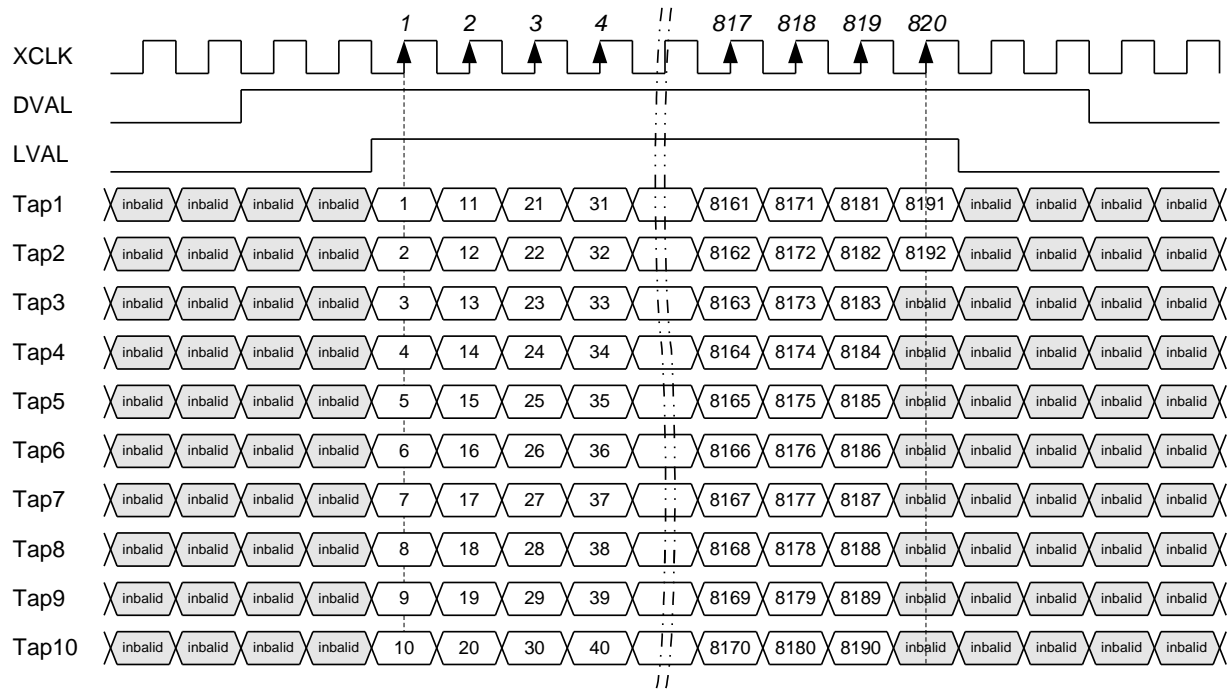 1 2 3 4 817 818 819 820
XCLK
DVAL
LVAL
Tap1 inbalid inbalid inbalid inbalid 1 11 21 31 8161 8171 8181 8191 inbalid inbalid inbalid inbalid
Tap2 inbalid inbalid inbalid inbalid 2 12 22 32 8162 8172 8182 8192 inbalid inbalid inbalid inbalid
Tap3 inbalid inbalid inbalid inbalid 3 13 23 33 8163 8173 8183 inbalid inbalid inbalid inbalid inbalid
Tap4 inbalid inbalid inbalid inbalid 4 14 24 34 8164 8174 8184 inbalid inbalid inbalid inbalid inbalid
Tap5 inbalid inbalid inbalid inbalid 5 15 25 35 8165 8175 8185 inbalid inbalid inbalid inbalid inbalid
Tap6 inbalid inbalid inbalid inbalid 6 16 26 36 8166 8176 8186 inbalid inbalid inbalid inbalid inbalid
Tap7 inbalid inbalid inbalid inbalid 7 17 27 37 8167 8177 8187 inbalid inbalid inbalid inbalid inbalid
Tap8 inbalid inbalid inbalid inbalid 8 18 28 38 8168 8178 8188 inbalid inbalid inbalid inbalid inbalid
Tap9 inbalid inbalid inbalid inbalid 9 19 29 39 8169 8179 8189 inbalid inbalid inbalid inbalid inbalid
Tap10 inbalid inbalid inbalid inbalid 10 20 30 40 8170 8180 8190 inbalid inbalid inbalid inbalid inbalid